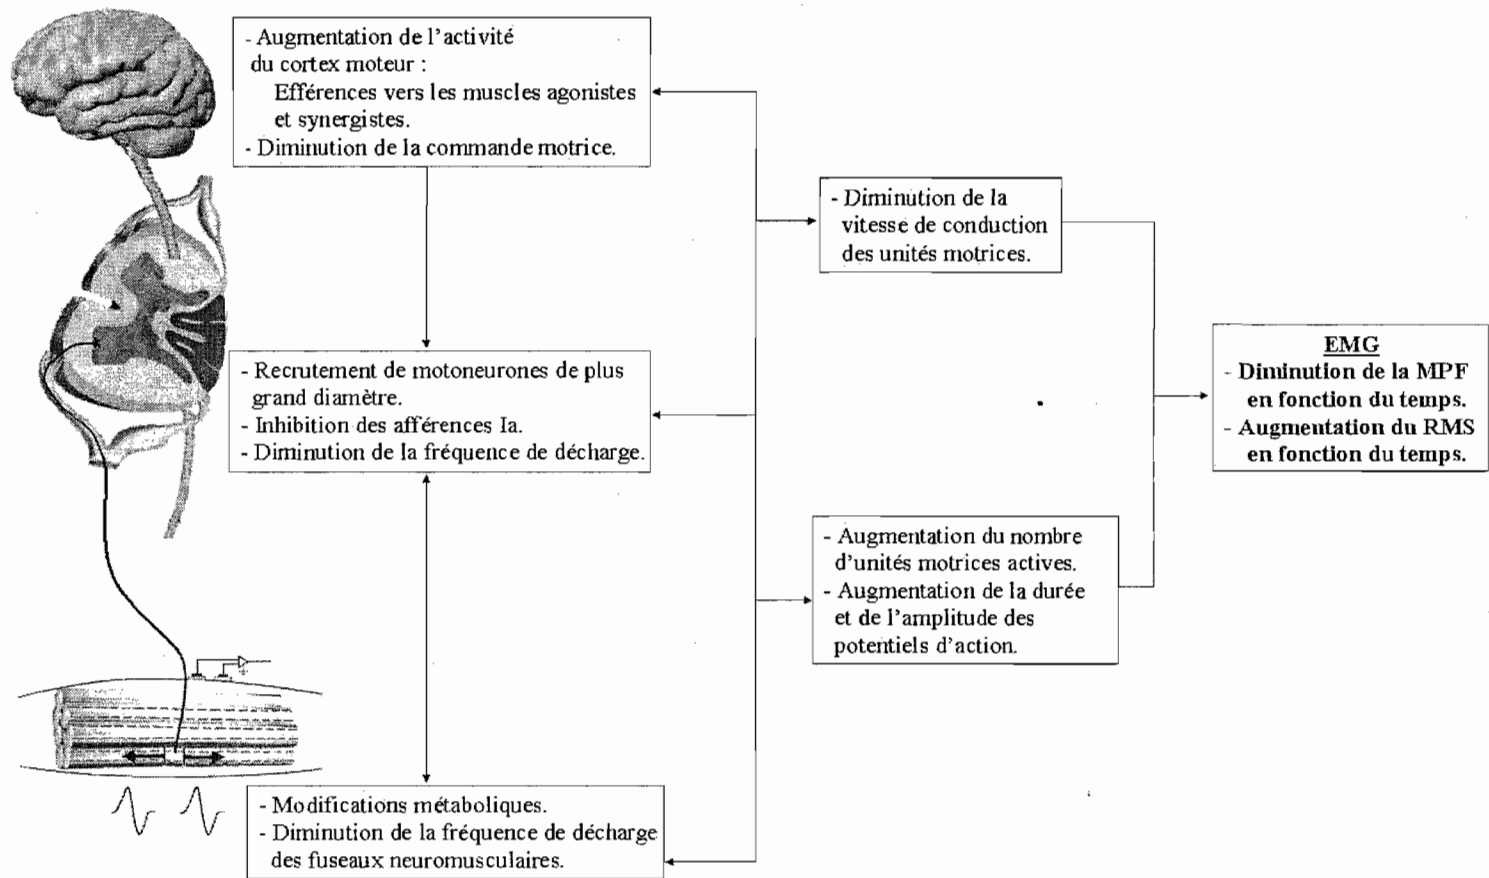 - Augmentation de l'activité
du cortex moteur :
Efférences vers les muscles agonistes
et synergistes.
- Diminution de la commande motrice.
- Diminution de la
vitesse de conduction
des unités motrices.
- Recrutement de motoneurones de plus
grand diamètre.
- Inhibition des afférences Ia.
- Diminution de la fréquence de décharge.
EMG
- Diminution de la MPF
en fonction du temps.
- Augmentation du RMS
en fonction du temps.
- Augmentation du nombre
d'unités motrices actives.
- Augmentation de la durée
et de l'amplitude des
potentiels d'action.
- Modifications métaboliques.
- Diminution de la fréquence de décharge
des fuseaux neuromusculaires.